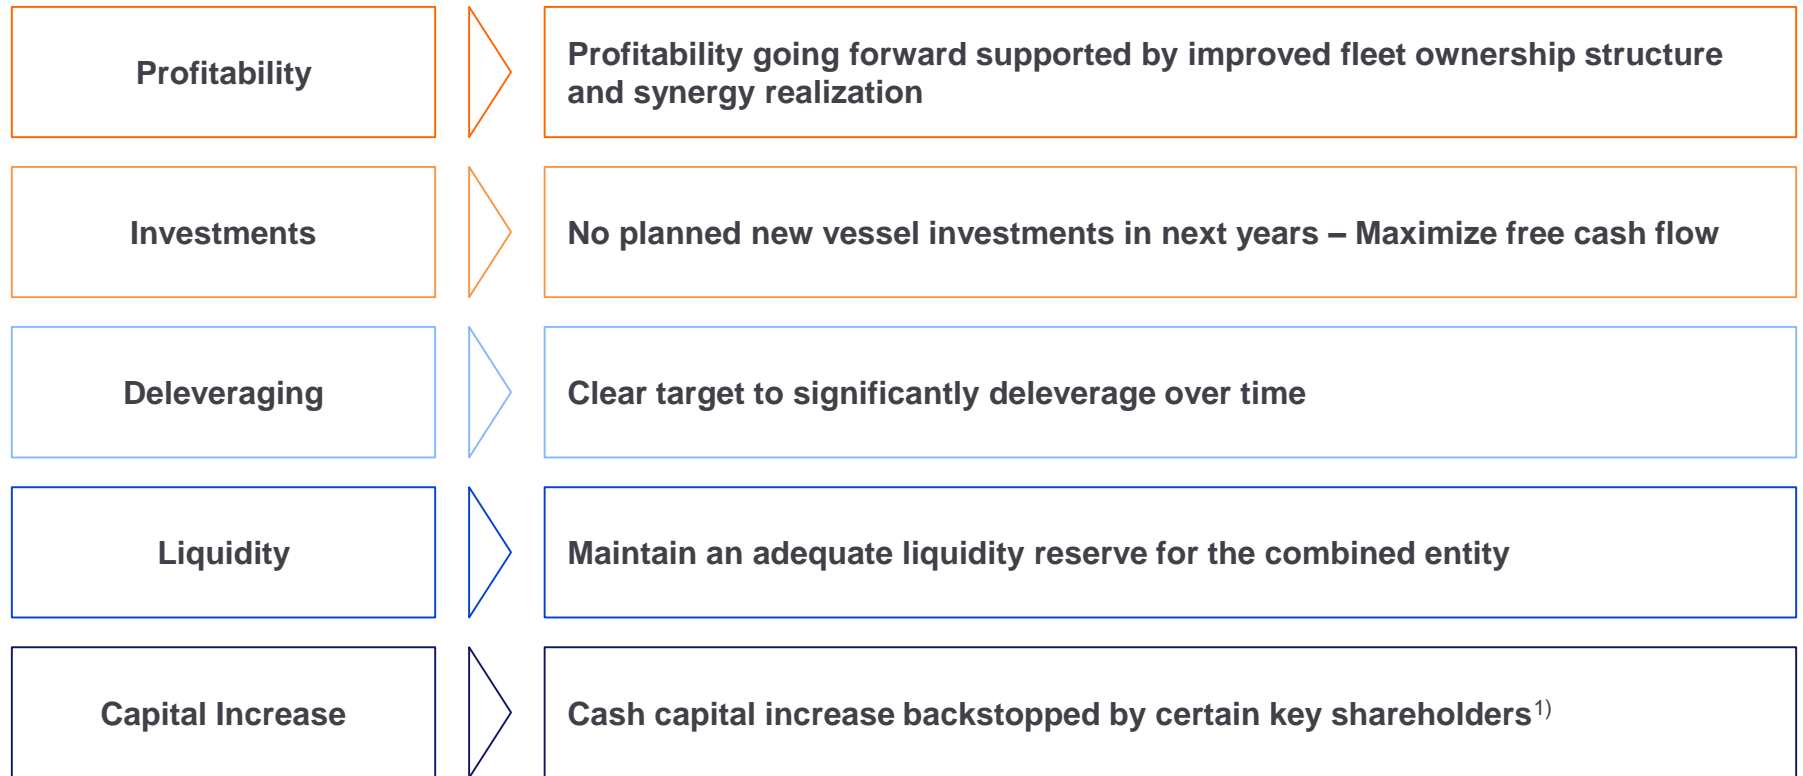 Profitability
Profitability going forward supported by improved fleet ownership structure
and synergy realization
Investments
No planned new vessel investments in next years – Maximize free cash flow
Deleveraging
Clear target to significantly deleverage over time
Liquidity
Maintain an adequate liquidity reserve for the combined entity
Capital Increase
Cash capital increase backstopped by certain key shareholders1)